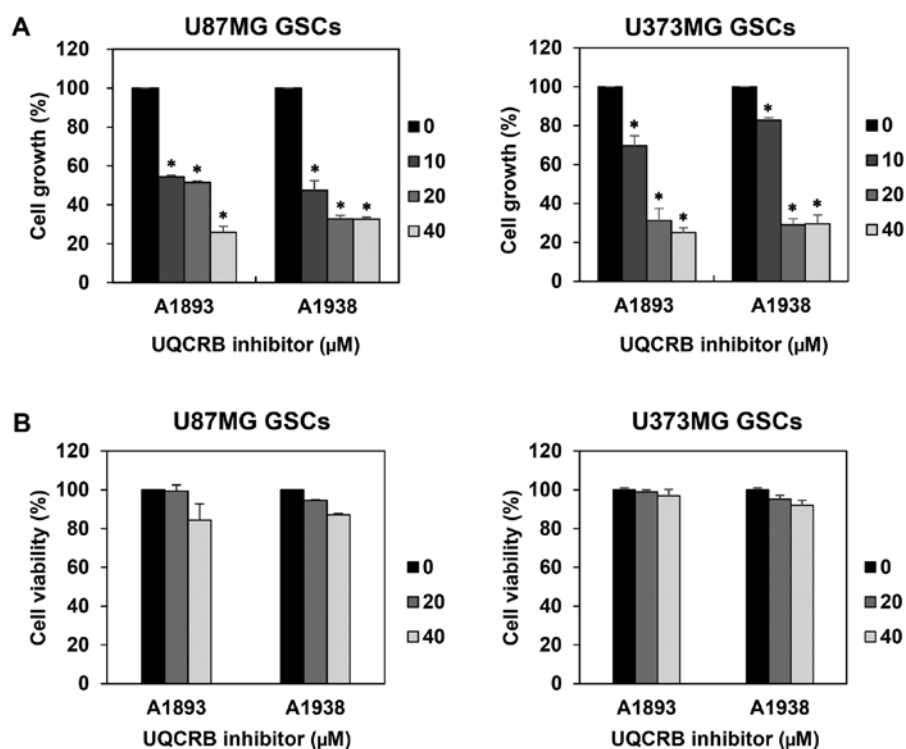 A
U87MG GSCs
Cell growth (%)
120
100
80
60
40
20
0
* * *
* * *
0
10
20
40
A1893 A1938
UQCRB inhibitor (µM)
U373MG GSCs
Cell growth (%)
120
100
80
60
40
20
0
* * *
* * *
0
10
20
40
A1893 A1938
UQCRB inhibitor (µM)
B
U87MG GSCs
Cell viability (%)
120
100
80
60
40
20
0
0
20
40
A1893 A1938
UQCRB inhibitor (µM)
U373MG GSCs
Cell viability (%)
120
100
80
60
40
20
0
0
20
40
A1893 A1938
UQCRB inhibitor (µM)